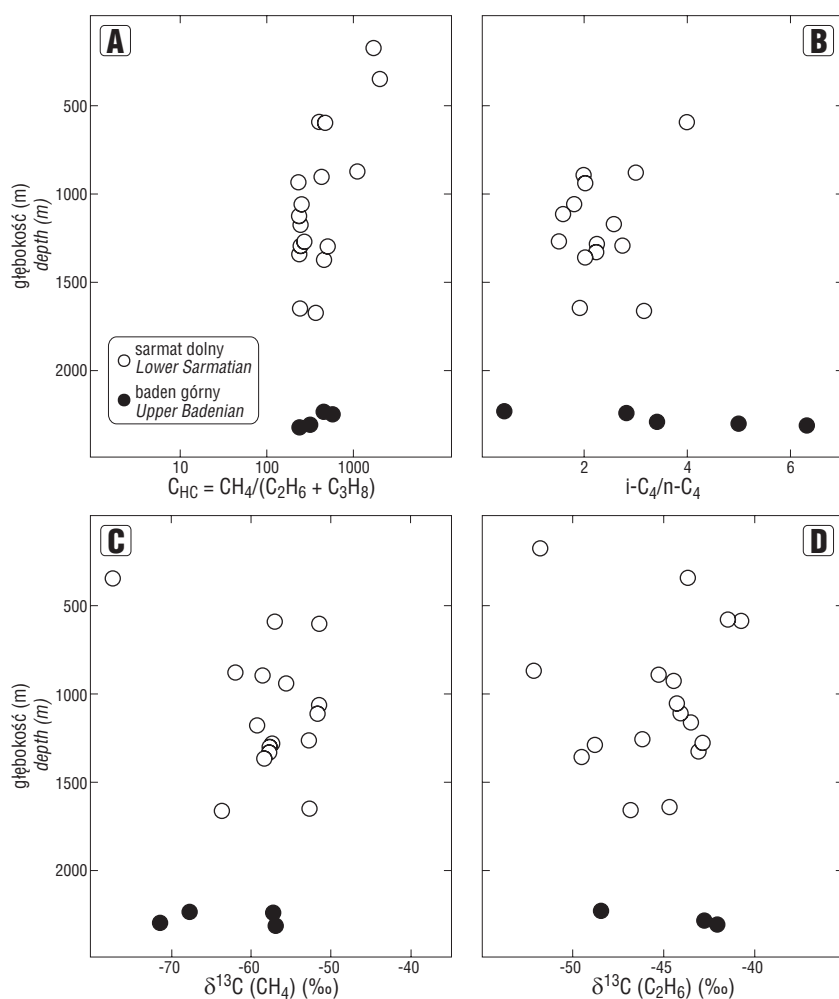 A
B
500
1000
1500
2000
głębokość (m)
depth (m)
sarmat dolny
Lower Sarmatian
baden górny
Upper Badenian
10
100
1000
2
4
6
C_HC = CH4/(C2H6 + C3H8)
i-C4/n-C4
C
D
500
1000
1500
2000
głębokość (m)
depth (m)
-70
-60
-50
-40
-50
-45
-40
δ13C (CH4) (‰)
δ13C (C2H6) (‰)